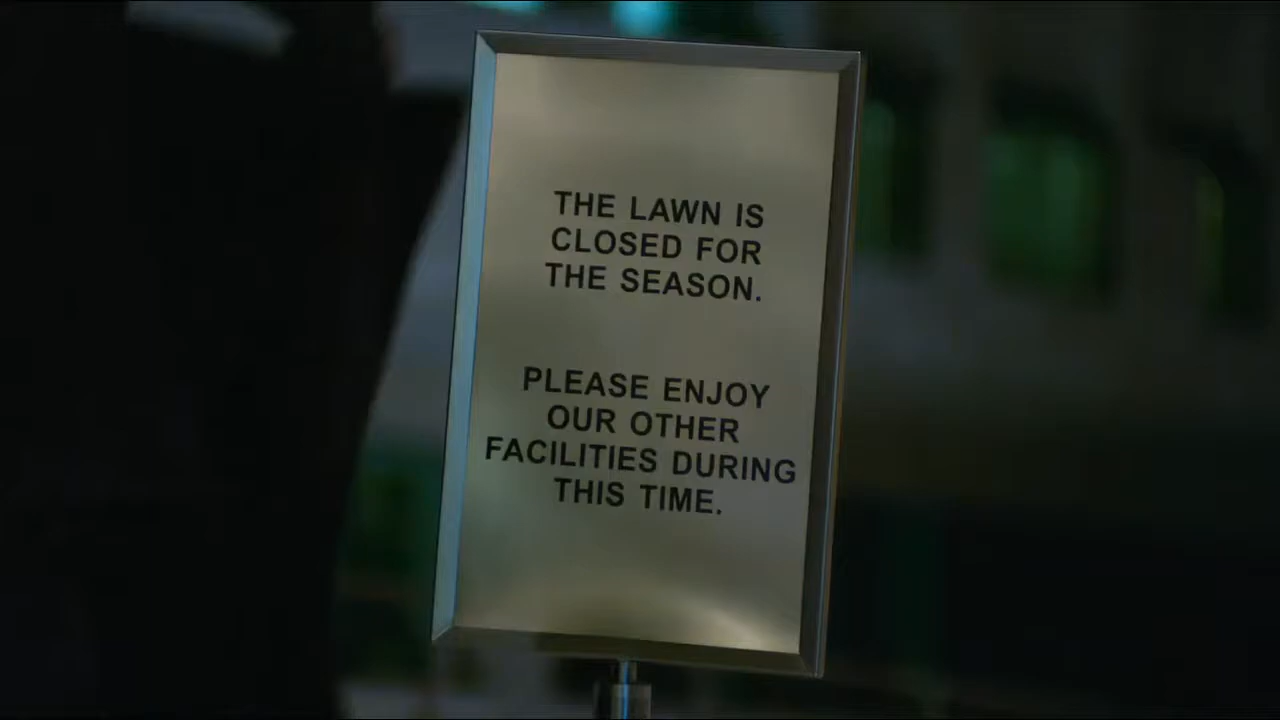 THE LAWN IS
CLOSED FOR
THE SEASON.
PLEASE ENJOY
OUR OTHER
FACILITIES DURING
THIS TIME.